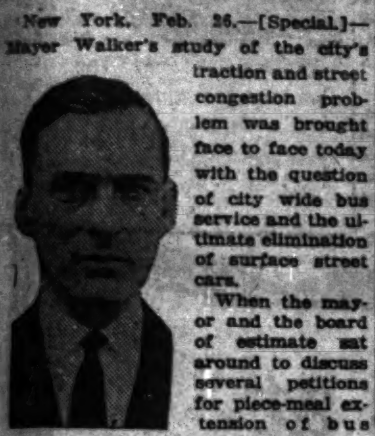 New York, Feb. 26.—[Special.]—
Mayor Walker's study of the city's
traction and street
congestion prob-
lem was brought
face to face today
with the question
of city wide bus
service and the ul-
timate elimination
of surface street
cars.
When the may-
or and the board
of estimate sat
around to discuss
several petitions
for piece-meal ex-
tension of bus